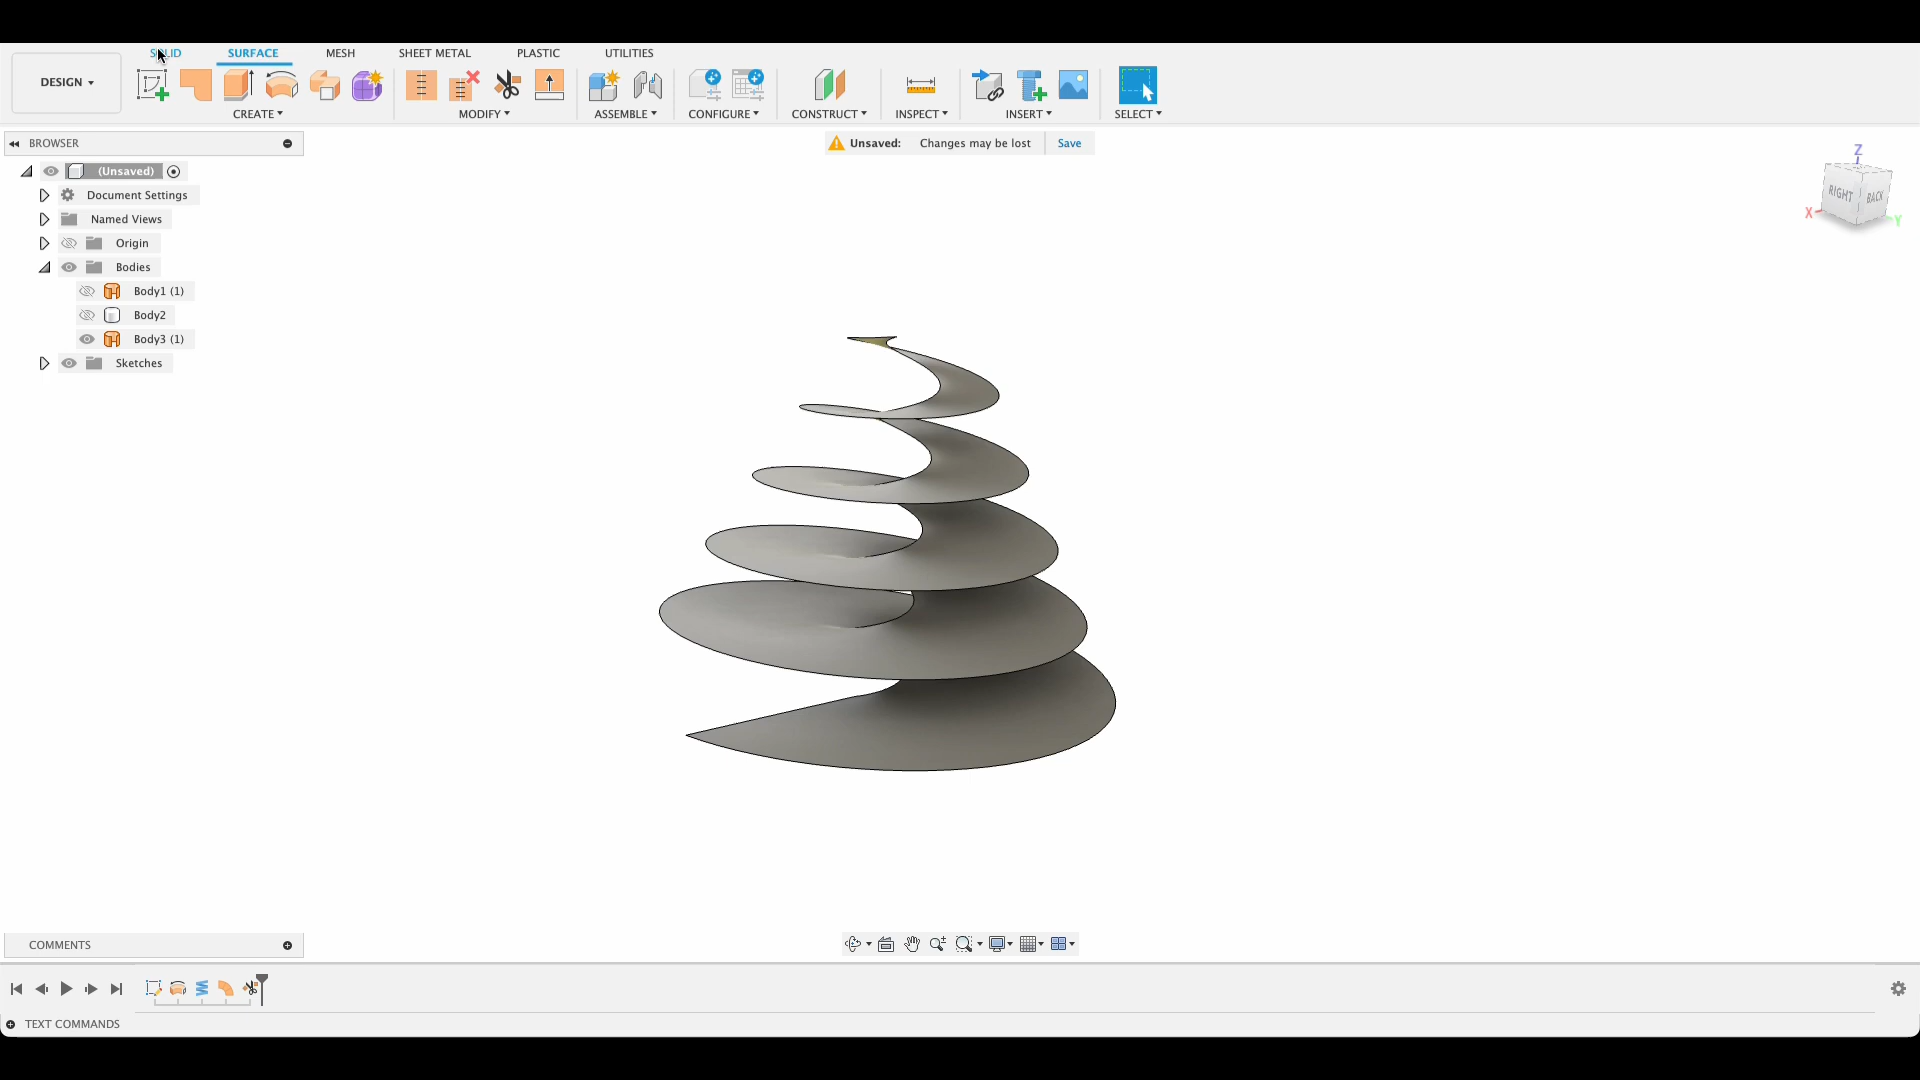 SOLID SURFACE MESH SHEET METAL PLASTIC UTILITIES
DESIGN
CREATE MODIFY ASSEMBLE CONFIGURE CONSTRUCT INSPECT INSERT SELECT
BROWSER
Unsaved: Changes may be lost Save
(Unsaved)
Document Settings
Named Views
Origin
Bodies
Body1 (1)
Body2
Body3 (1)
Sketches
Z
RIGHT BACK
X Y
COMMENTS
TEXT COMMANDS